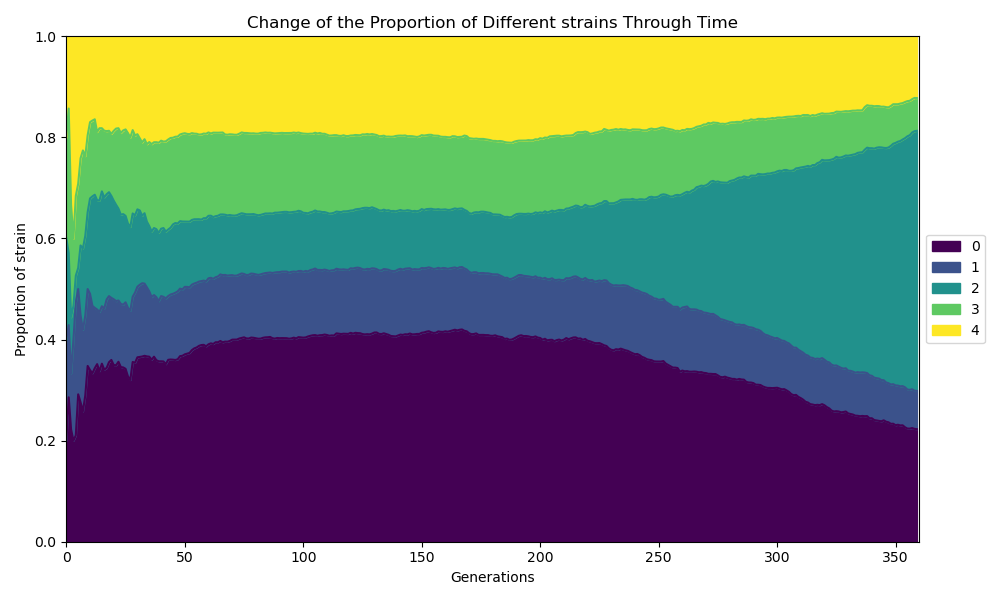 Change of the Proportion of Different strains Through Time
1.0
0.8
0.6
0.4
0.2
0.0
Proportion of strain
0
1
2
3
4
0 50 100 150 200 250 300 350
Generations